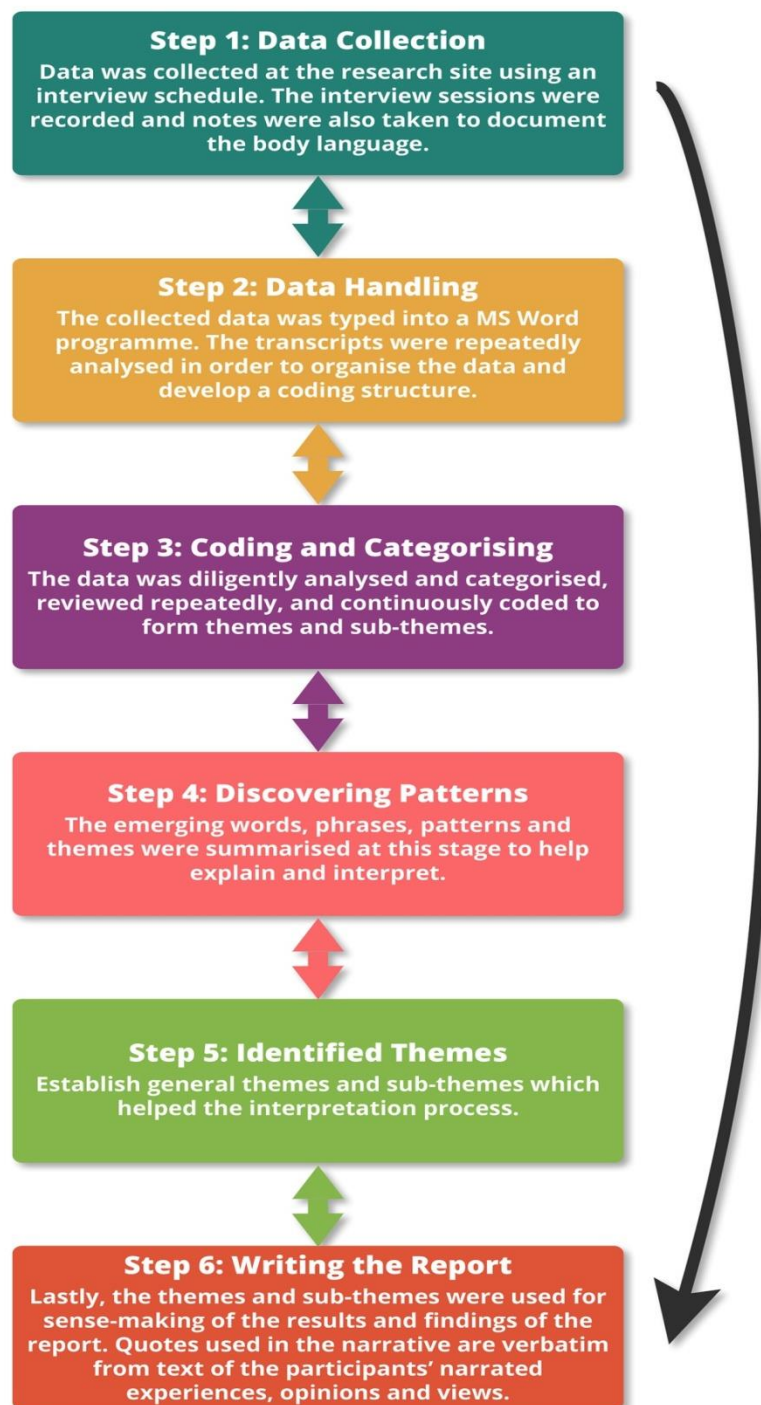 Step 1: Data Collection
Data was collected at the research site using an
interview schedule. The interview sessions were
recorded and notes were also taken to document
the body language.
Step 2: Data Handling
The collected data was typed into a MS Word
programme. The transcripts were repeatedly
analysed in order to organise the data and
develop a coding structure.
Step 3: Coding and Categorising
The data was diligently analysed and categorised,
reviewed repeatedly, and continuously coded to
form themes and sub-themes.
Step 4: Discovering Patterns
The emerging words, phrases, patterns and
themes were summarised at this stage to help
explain and interpret.
Step 5: Identified Themes
Establish general themes and sub-themes which
helped the interpretation process.
Step 6: Writing the Report
Lastly, the themes and sub-themes were used for
sense-making of the results and findings of the
report. Quotes used in the narrative are verbatim
from text of the participants’ narrated
experiences, opinions and views.